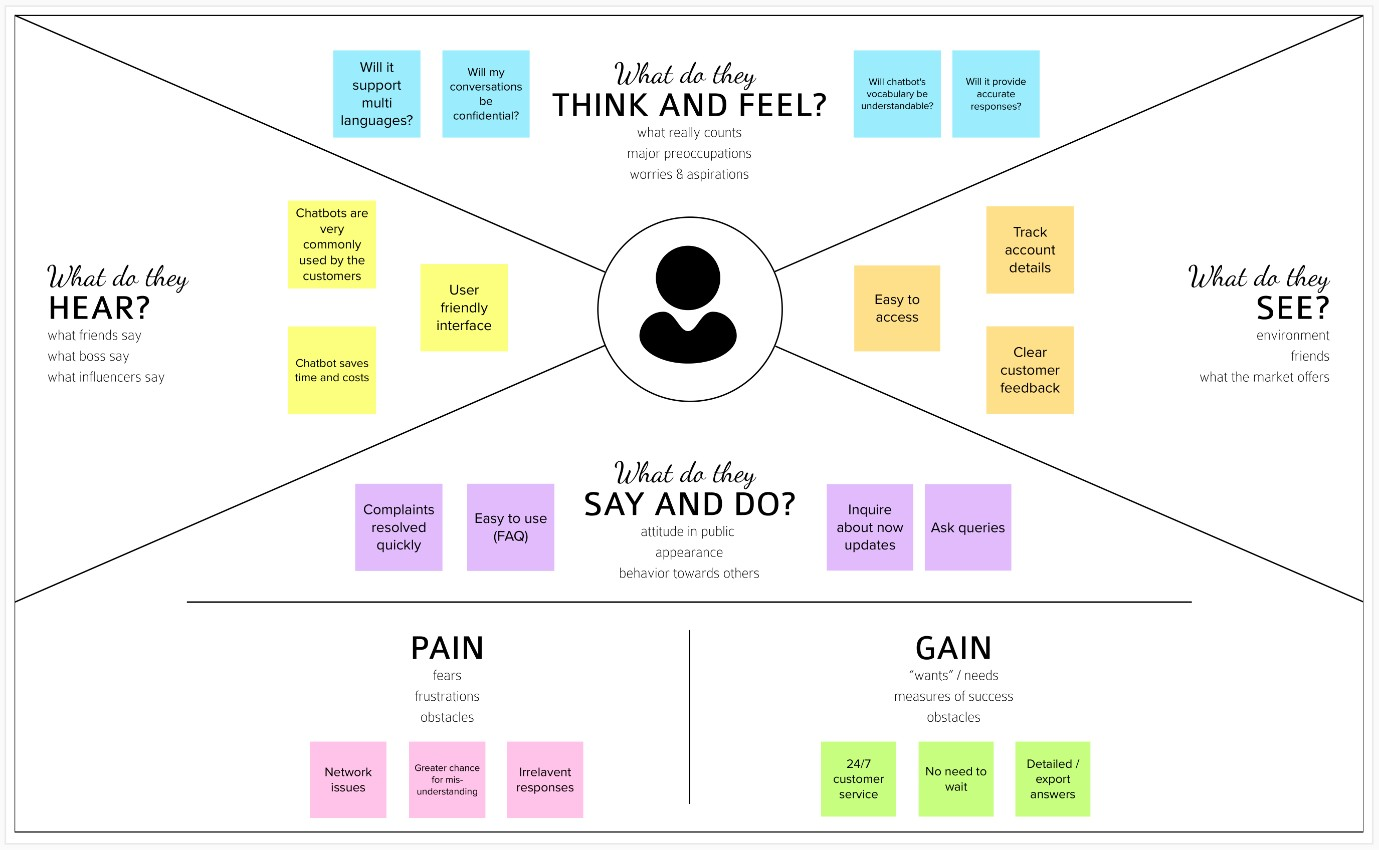 Will it
support
multi
languages?
Will my
conversations
be
confidential?
What do they
THINK AND FEEL?
what really counts
major preoccupations
worries & aspirations
Will chatbot's
vocabulary be
understandable?
Will it provide
accurate
responses?
What do they
HEAR?
what friends say
what boss say
what influencers say
Chatbots are
very
commonly
used by the
customers
User
friendly
interface
Chatbot saves
time and costs
Easy to
access
Track
account
details
Clear
customer
feedback
What do they
SEE?
environment
friends
what the market offers
Complaints
resolved
quickly
Easy to use
(FAQ)
What do they
SAY AND DO?
attitude in public
appearance
behavior towards others
Inquire
about now
updates
Ask queries
PAIN
fears
frustrations
obstacles
Network
issues
Greater chance
for mis-
understanding
Irrelavent
responses
GAIN
“wants” / needs
measures of success
obstacles
24/7
customer
service
No need to
wait
Detailed /
export
answers